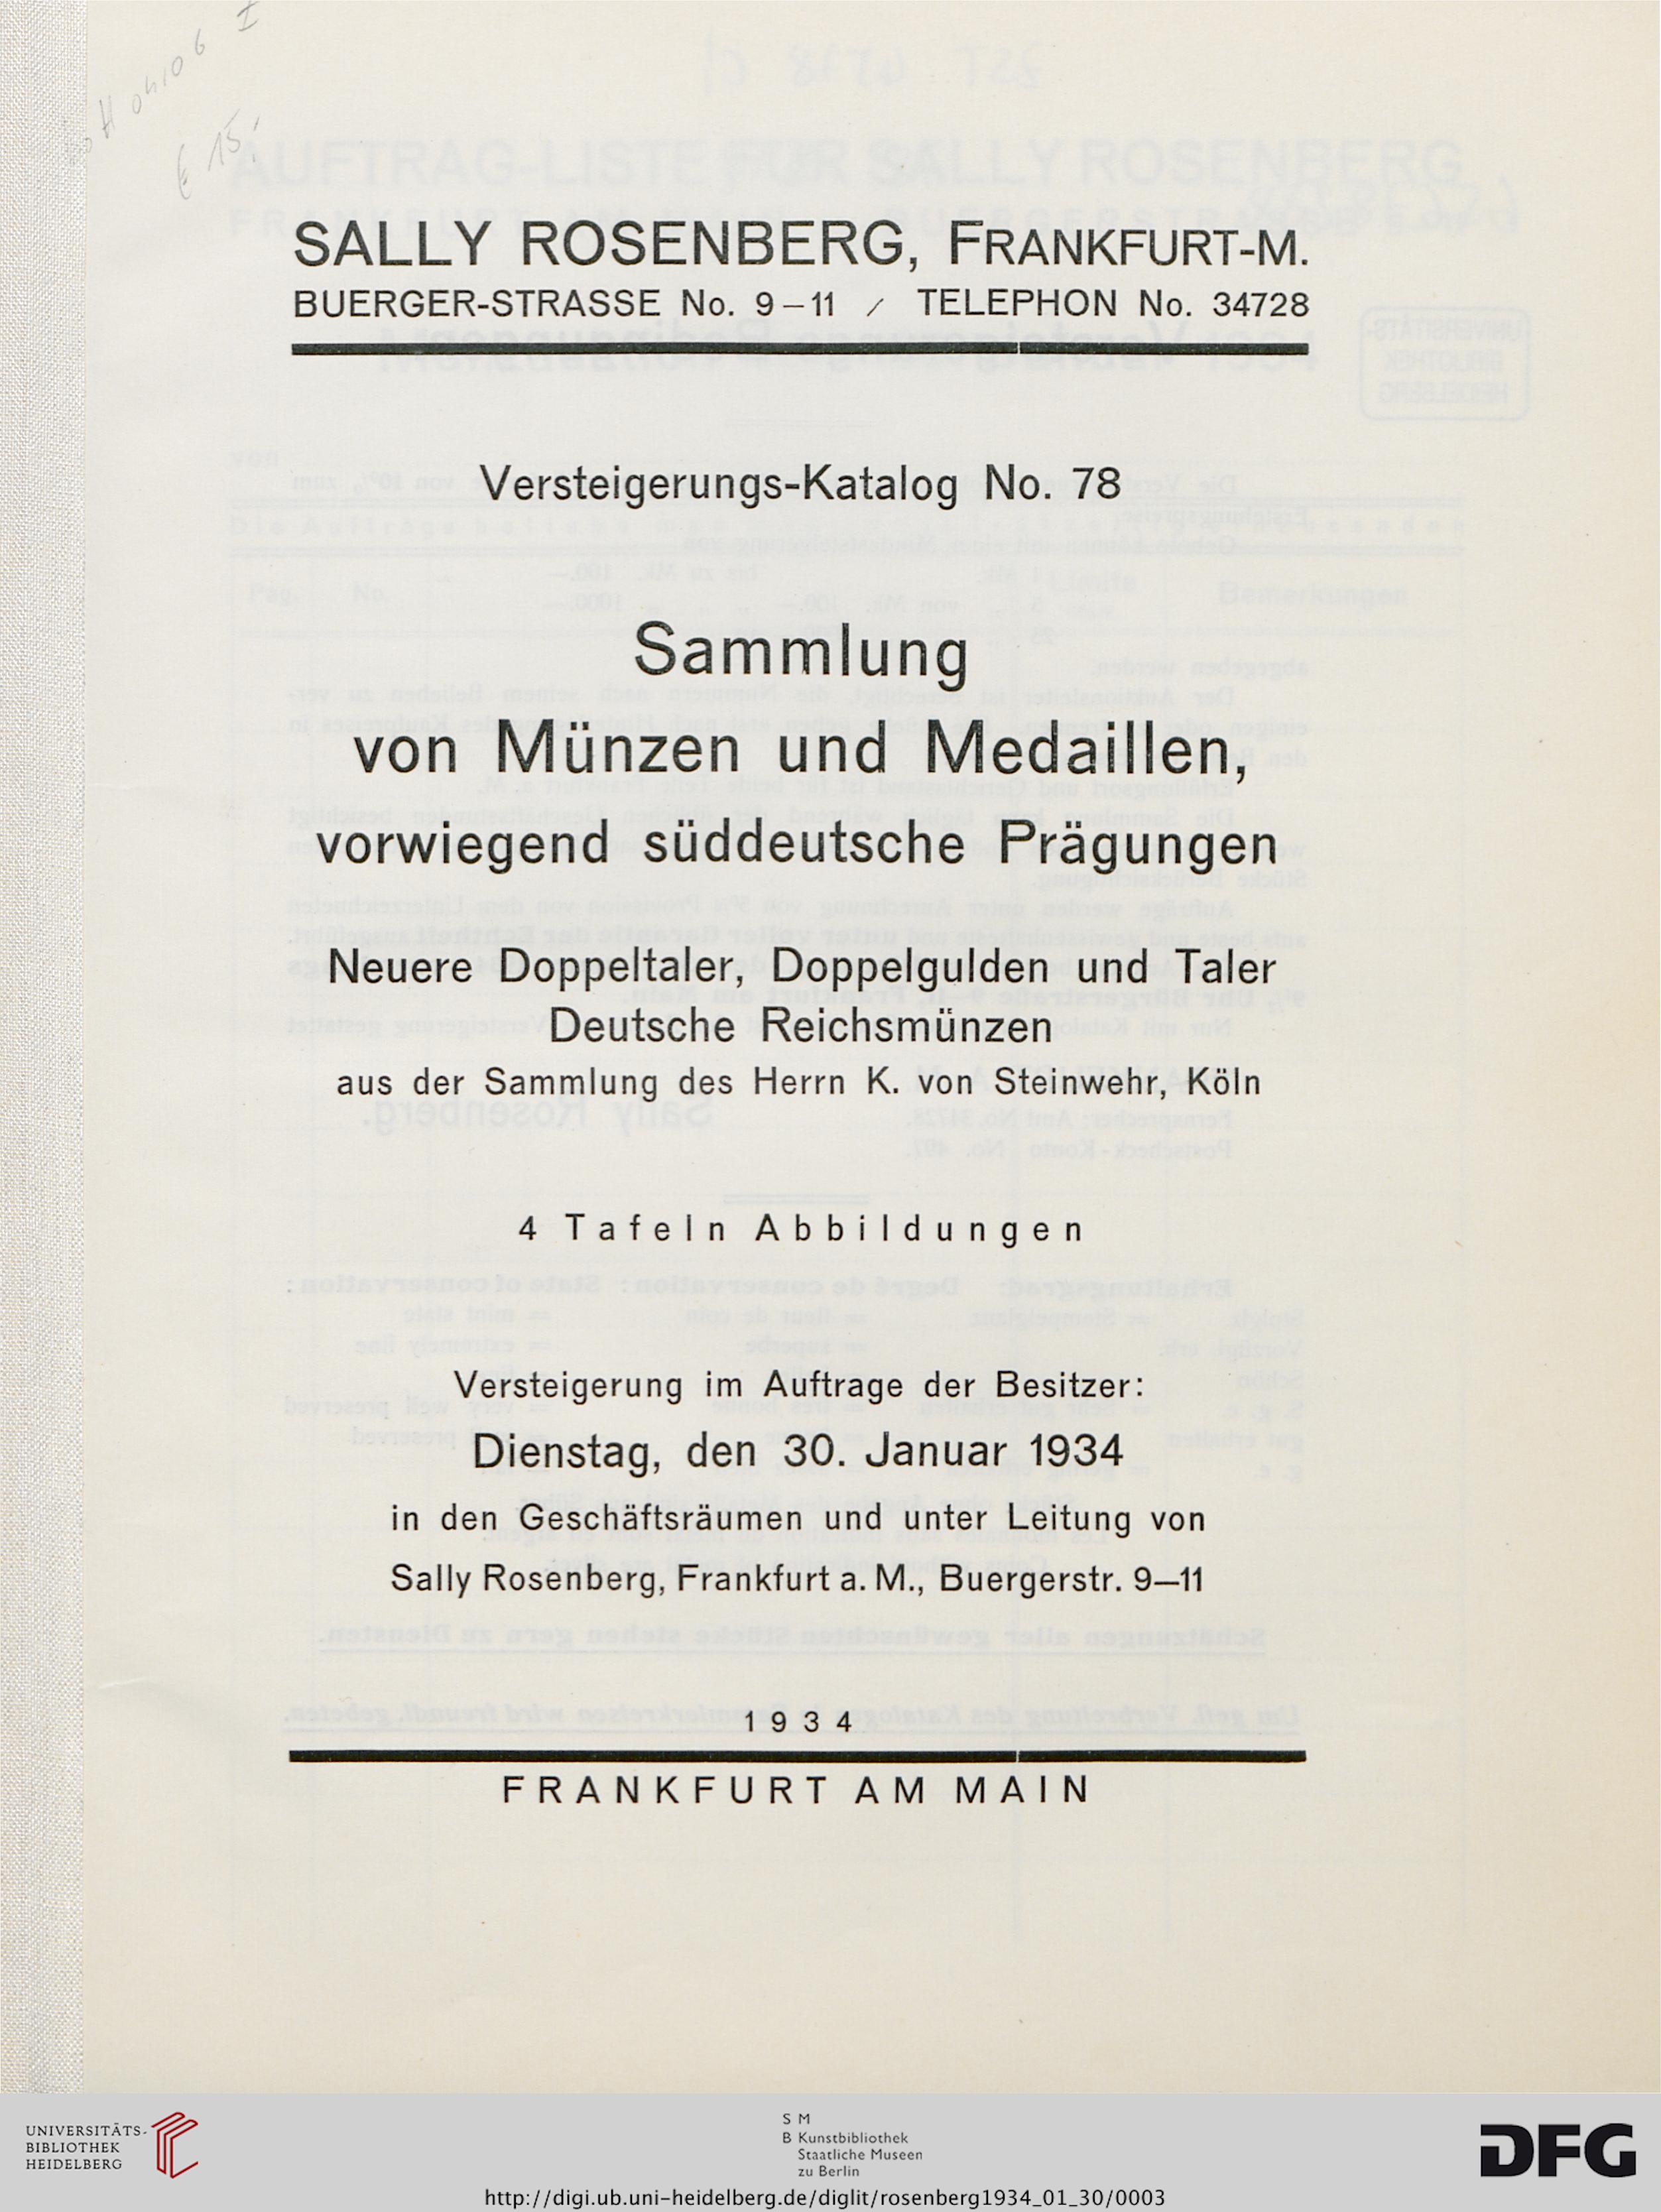 SALLY ROSENBERG, FRANKFURT-M.
BUERGER-STRASSE No. 9–11 / TELEPHON No. 34728
Versteigerungs-Katalog No. 78
Sammlung
von Münzen und Medaillen,
vorwiegend süddeutsche Prägungen
Neuere Doppeltaler, Doppelgulden und Taler
Deutsche Reichsmünzen
aus der Sammlung des Herrn K. von Steinwehr, Köln
4 Tafeln Abbildungen
Versteigerung im Auftrage der Besitzer:
Dienstag, den 30. Januar 1934
in den Geschäftsräumen und unter Leitung von
Sally Rosenberg, Frankfurt a. M., Buergerstr. 9–11
1934
FRANKFURT AM MAIN
UNIVERSITÄTS-
BIBLIOTHEK
HEIDELBERG
S M
B Kunstbibliothek
Staatliche Museen
zu Berlin
DFG
http://digi.ub.uni-heidelberg.de/diglit/rosenberg1934_01_30/0003